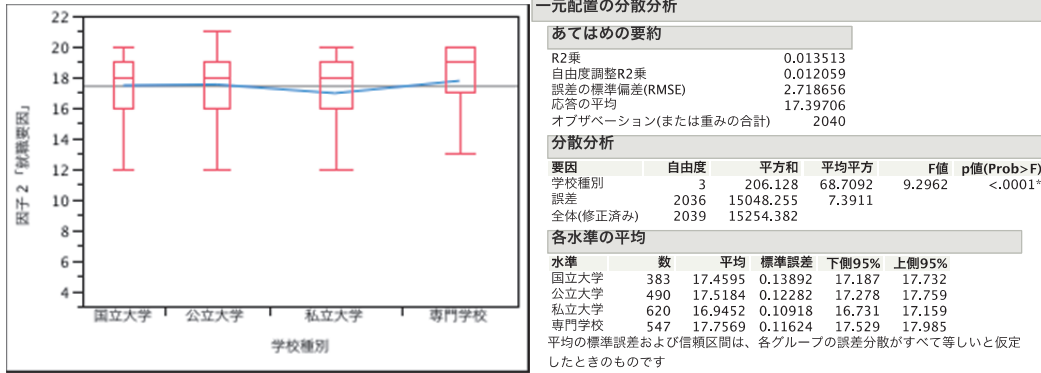 22
20
18
16
14
12
10
8
6
4
因子 2 「就職要因」
国立大学 公立大学 私立大学 専門学校
学校種別
一元配置の分散分析
あてはめの要約
R2乗 0.013513
自由度調整R2乗 0.012059
誤差の標準偏差(RMSE) 2.718656
応答の平均 17.39706
オブザベーション(または重みの合計) 2040
分散分析
要因 自由度 平方和 平均平方 F値 p値(Prob>F)
学校種別 3 206.128 68.7092 9.2962 <.0001*
誤差 2036 15048.255 7.3911
全体(修正済み) 2039 15254.382
各水準の平均
水準 数 平均 標準誤差 下側95% 上側95%
国立大学 383 17.4595 0.13892 17.187 17.732
公立大学 490 17.5184 0.12282 17.278 17.759
私立大学 620 16.9452 0.10918 16.731 17.159
専門学校 547 17.7569 0.11624 17.529 17.985
平均の標準誤差および信頼区間は、各グループの誤差分散がすべて等しいと仮定
したときのものです